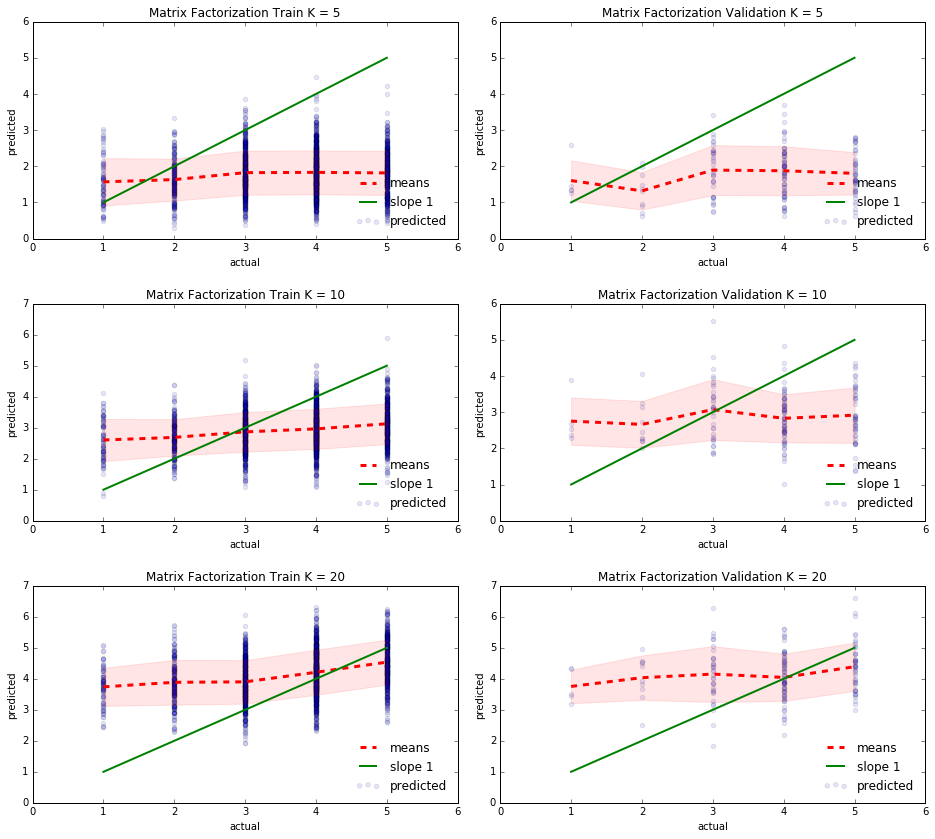 Matrix Factorization Train K = 5
6
5
4
3
2
1
0
predicted
means
slope 1
predicted
0 1 2 3 4 5 6
actual
Matrix Factorization Validation K = 5
6
5
4
3
2
1
0
predicted
means
slope 1
predicted
0 1 2 3 4 5 6
actual
Matrix Factorization Train K = 10
7
6
5
4
3
2
1
0
predicted
means
slope 1
predicted
0 1 2 3 4 5 6
actual
Matrix Factorization Validation K = 10
6
5
4
3
2
1
0
predicted
means
slope 1
predicted
0 1 2 3 4 5 6
actual
Matrix Factorization Train K = 20
7
6
5
4
3
2
1
0
predicted
means
slope 1
predicted
0 1 2 3 4 5 6
actual
Matrix Factorization Validation K = 20
7
6
5
4
3
2
1
0
predicted
means
slope 1
predicted
0 1 2 3 4 5 6
actual